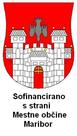 Sofinancirano
s strani
Mestne občine
Maribor